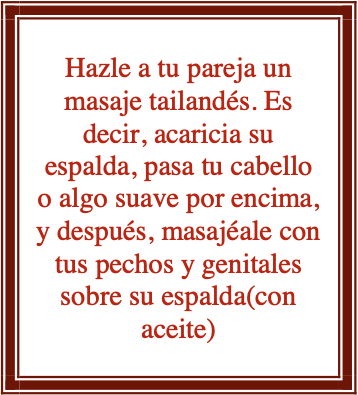 Hazle a tu pareja un
masaje tailandés. Es
decir, acaricia su
espalda, pasa tu cabello
o algo suave por encima,
y después, masajéale con
tus pechos y genitales
sobre su espalda(con
aceite)